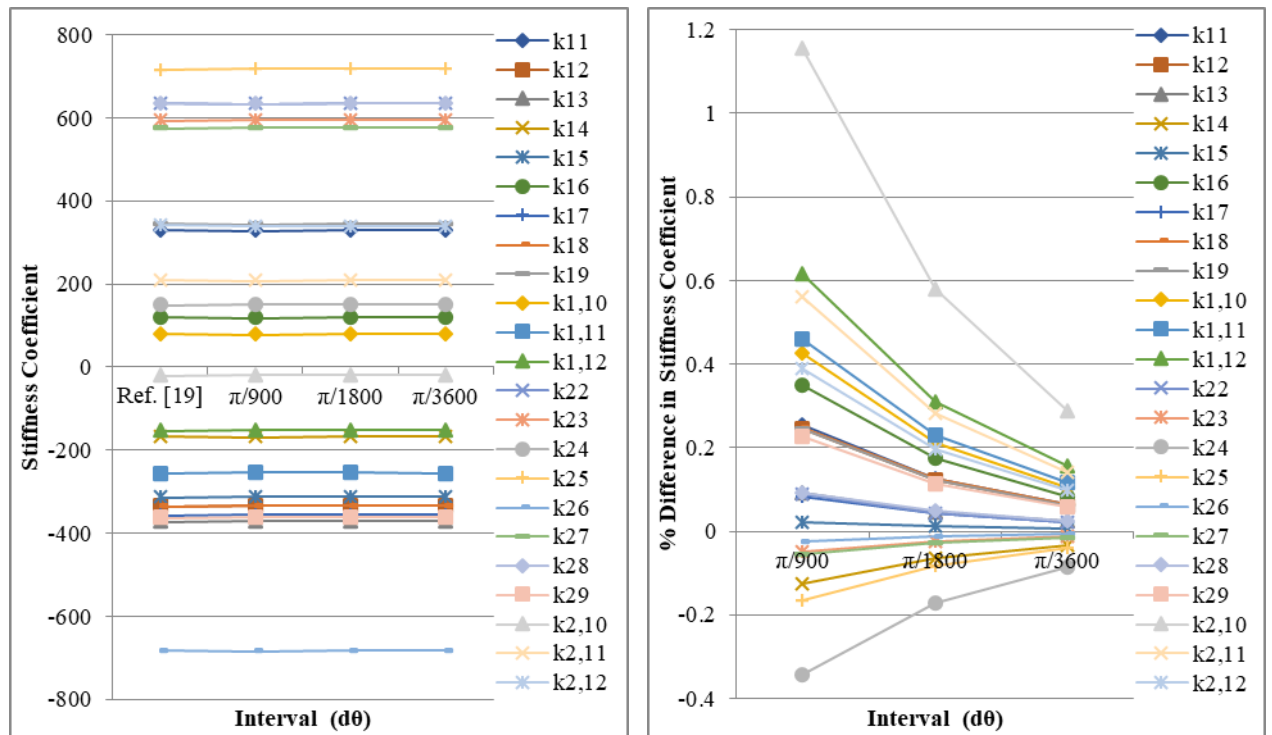 800
600
400
200
0
-200
-400
-600
-800
Stiffness Coefficient
Ref. [19] π/900 π/1800 π/3600
Interval (dθ)
k11
k12
k13
k14
k15
k16
k17
k18
k19
k1,10
k1,11
k1,12
k22
k23
k24
k25
k26
k27
k28
k29
k2,10
k2,11
k2,12
1.2
1
0.8
0.6
0.4
0.2
0
-0.2
-0.4
% Difference in Stiffness Coefficient
π/900 π/1800 π/3600
Interval (dθ)
k11
k12
k13
k14
k15
k16
k17
k18
k19
k1,10
k1,11
k1,12
k22
k23
k24
k25
k26
k27
k28
k29
k2,10
k2,11
k2,12